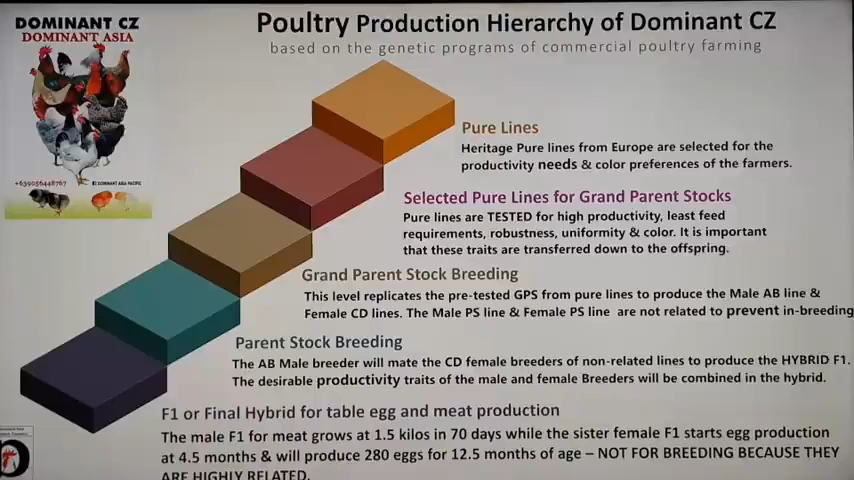 DOMINANT CZ
DOMINANT ASIA
+639056448767
DOMINANT ASIA PACIFIC
Poultry Production Hierarchy of Dominant CZ
based on the genetic programs of commercial poultry farming
Pure Lines
Heritage Pure lines from Europe are selected for the
productivity needs & color preferences of the farmers.
Selected Pure Lines for Grand Parent Stocks
Pure lines are TESTED for high productivity, least feed
requirements, robustness, uniformity & color. It is important
that these traits are transferred down to the offspring.
Grand Parent Stock Breeding
This level replicates the pre-tested GPS from pure lines to produce the Male AB line &
Female CD lines. The Male PS line & Female PS line are not related to prevent in-breeding
Parent Stock Breeding
The AB Male breeder will mate the CD female breeders of non-related lines to produce the HYBRID F1.
The desirable productivity traits of the male and female Breeders will be combined in the hybrid.
F1 or Final Hybrid for table egg and meat production
The male F1 for meat grows at 1.5 kilos in 70 days while the sister female F1 starts egg production
at 4.5 months & will produce 280 eggs for 12.5 months of age – NOT FOR BREEDING BECAUSE THEY
ARE HIGHLY RELATED.